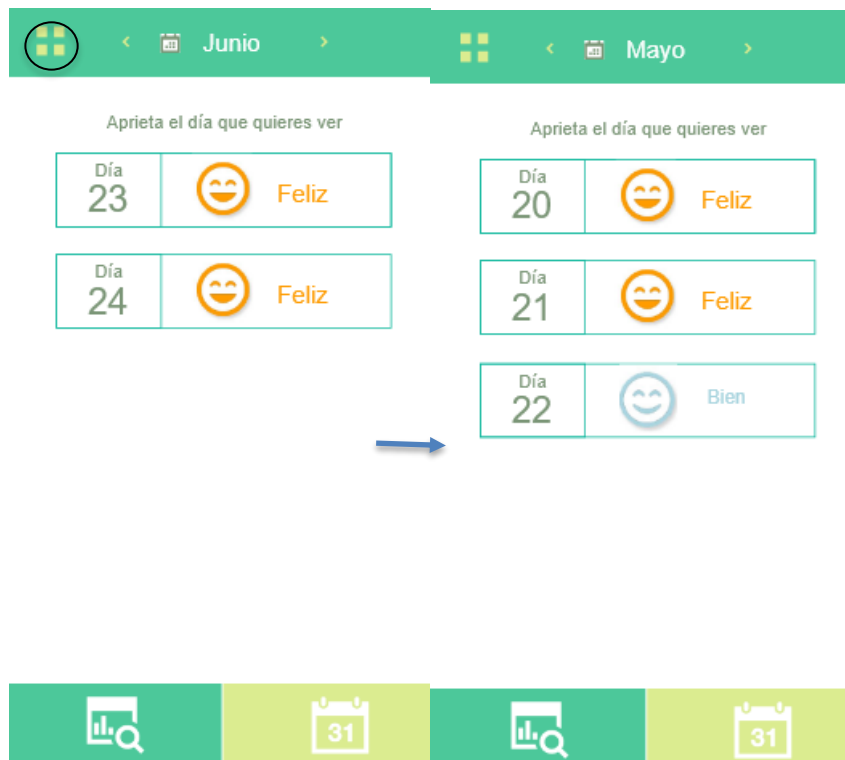 Junio
Aprieta el día que quieres ver
Día
23
Feliz
Día
24
Feliz
31
Mayo
Aprieta el día que quieres ver
Día
20
Feliz
Día
21
Feliz
Día
22
Bien
31